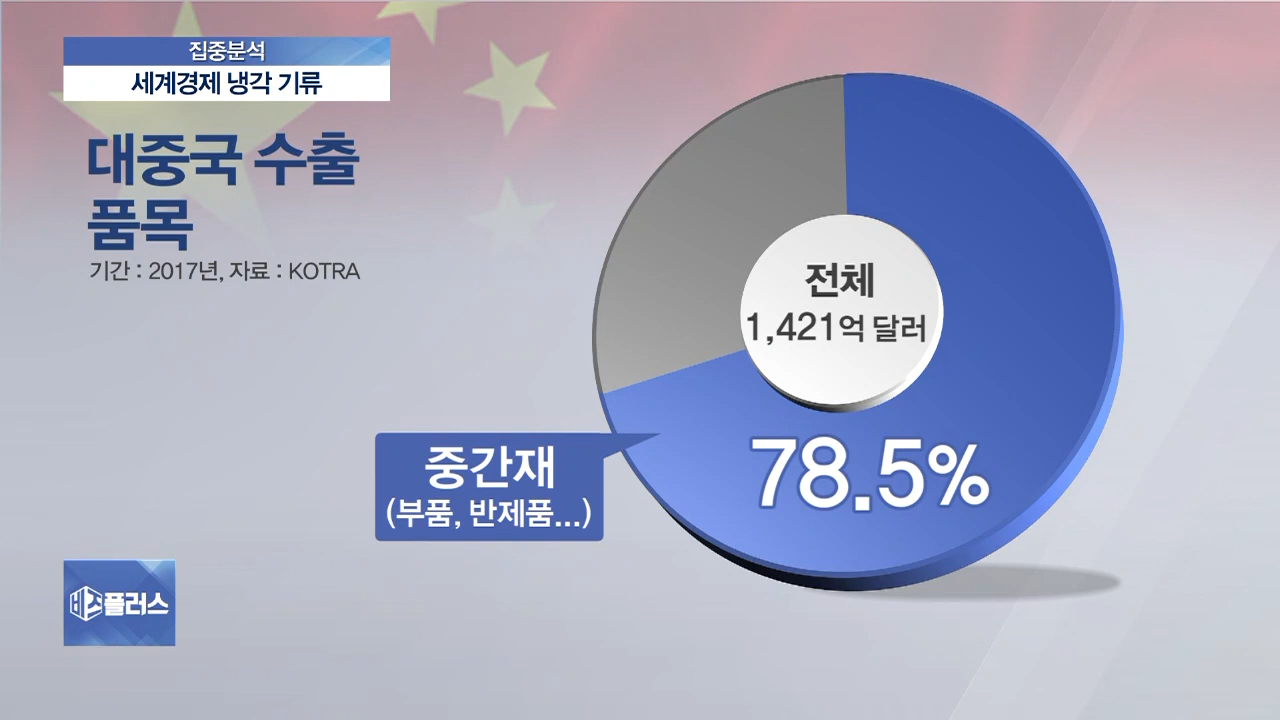 집중분석
세계경제 냉각 기류
대중국 수출
품목
기간 : 2017년, 자료 : KOTRA
전체
1,421억 달러
78.5%
중간재
(부품, 반제품...)
비즈플러스